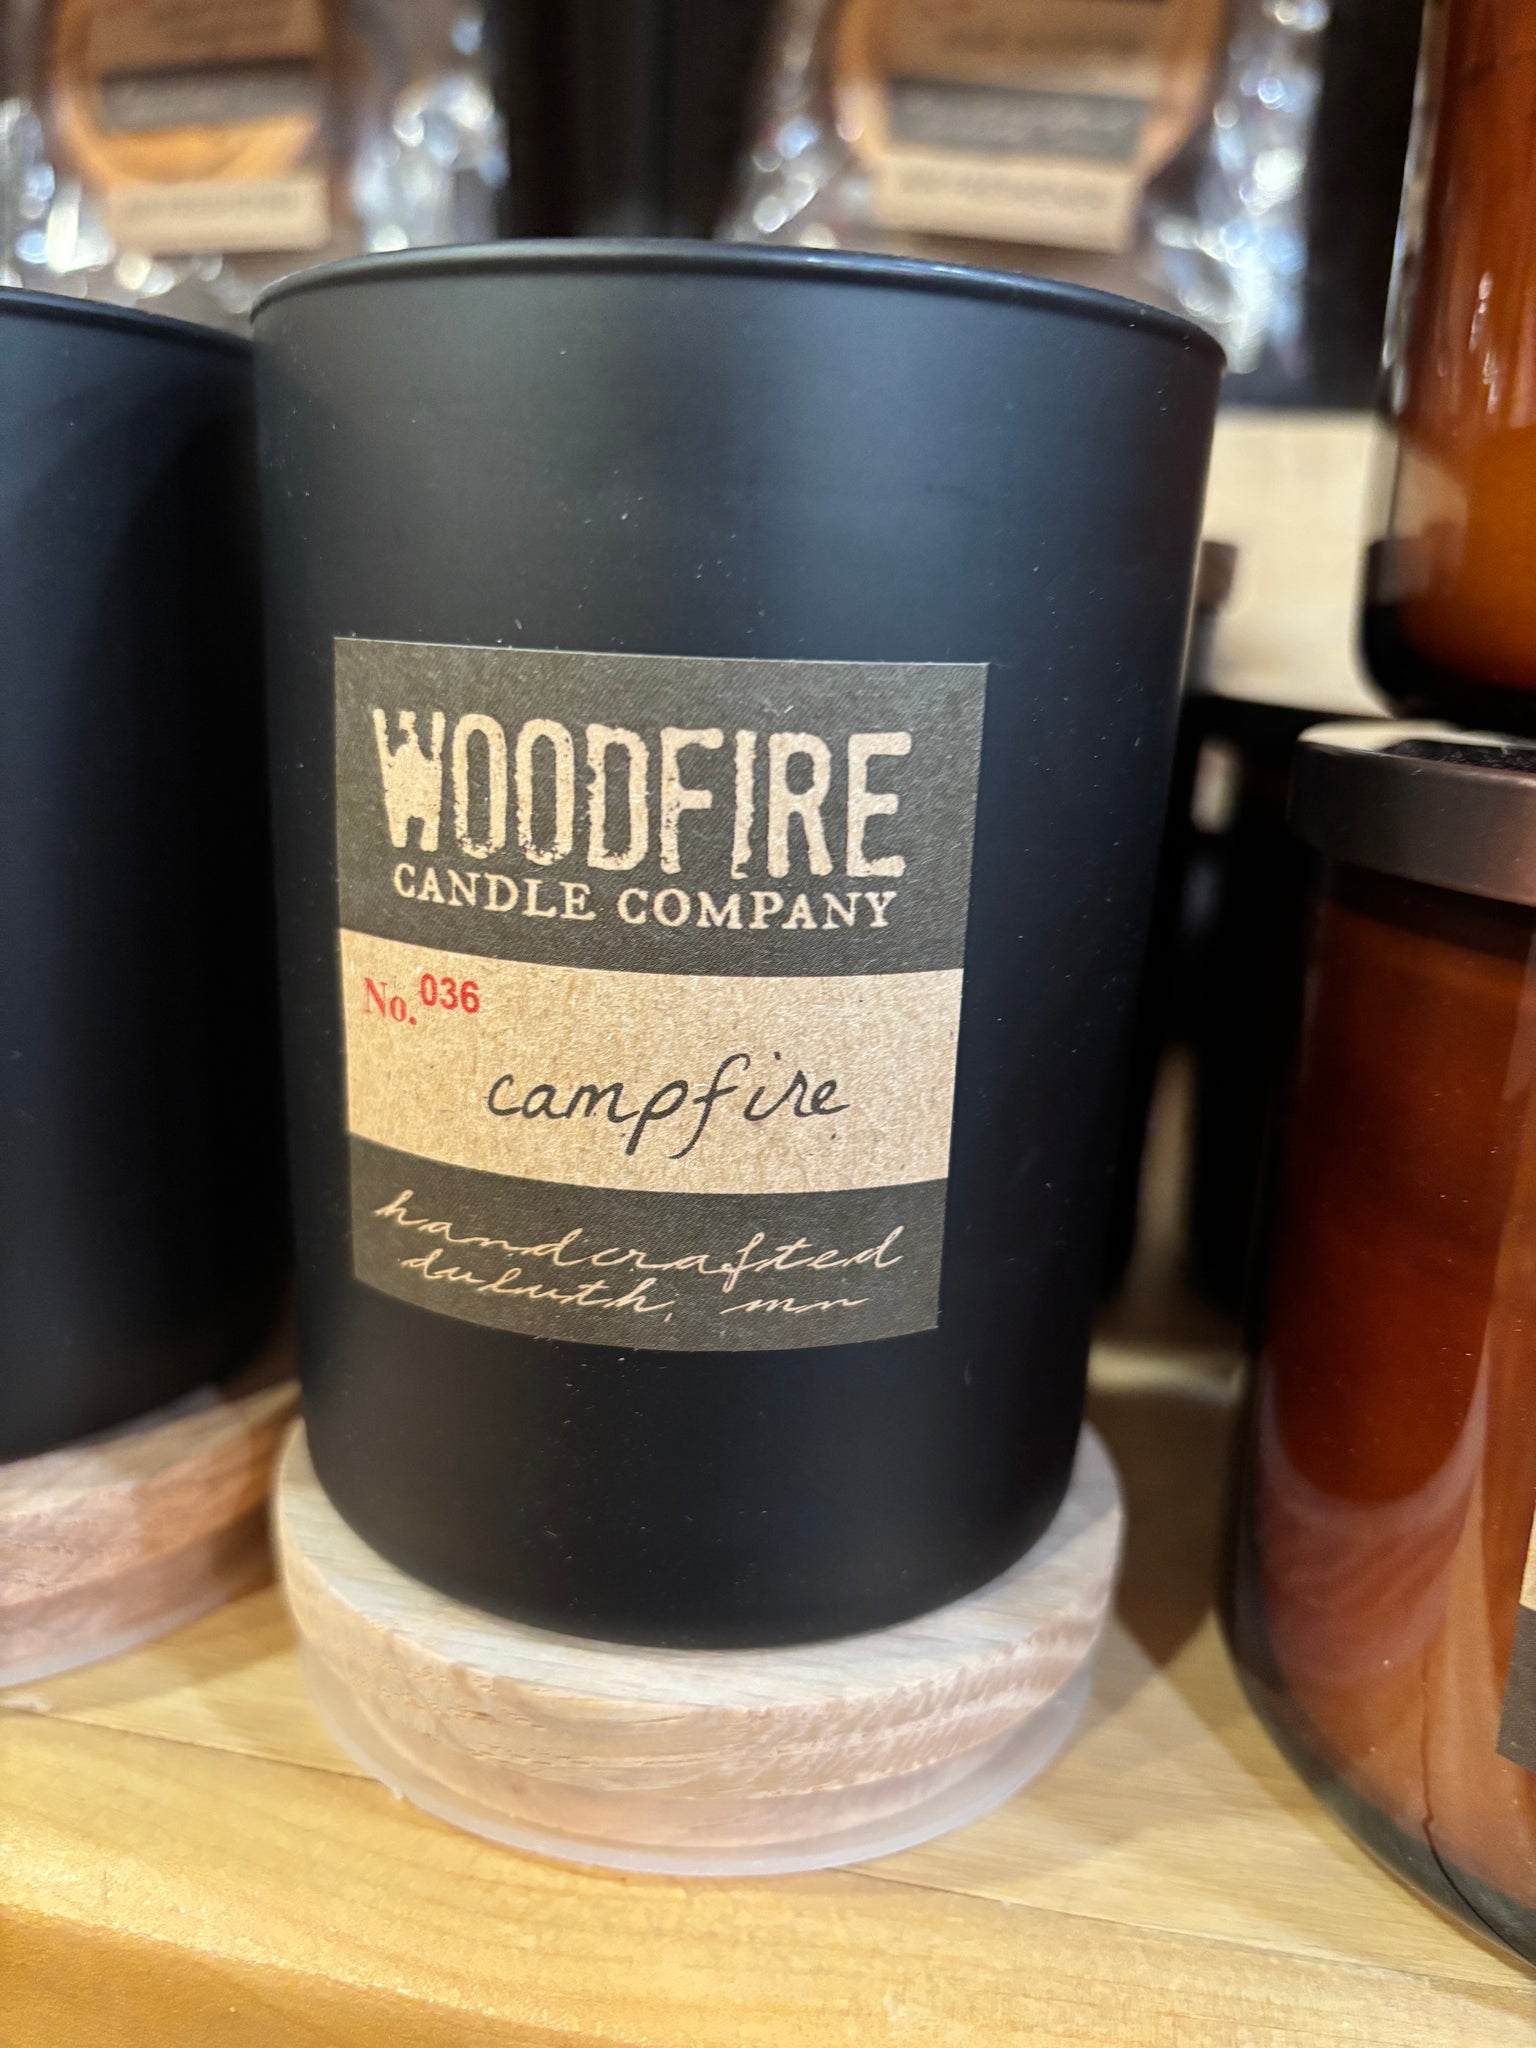 WOODFIRE
CANDLE COMPANY
No. 036
campfire
handcrafted
duluth, mn